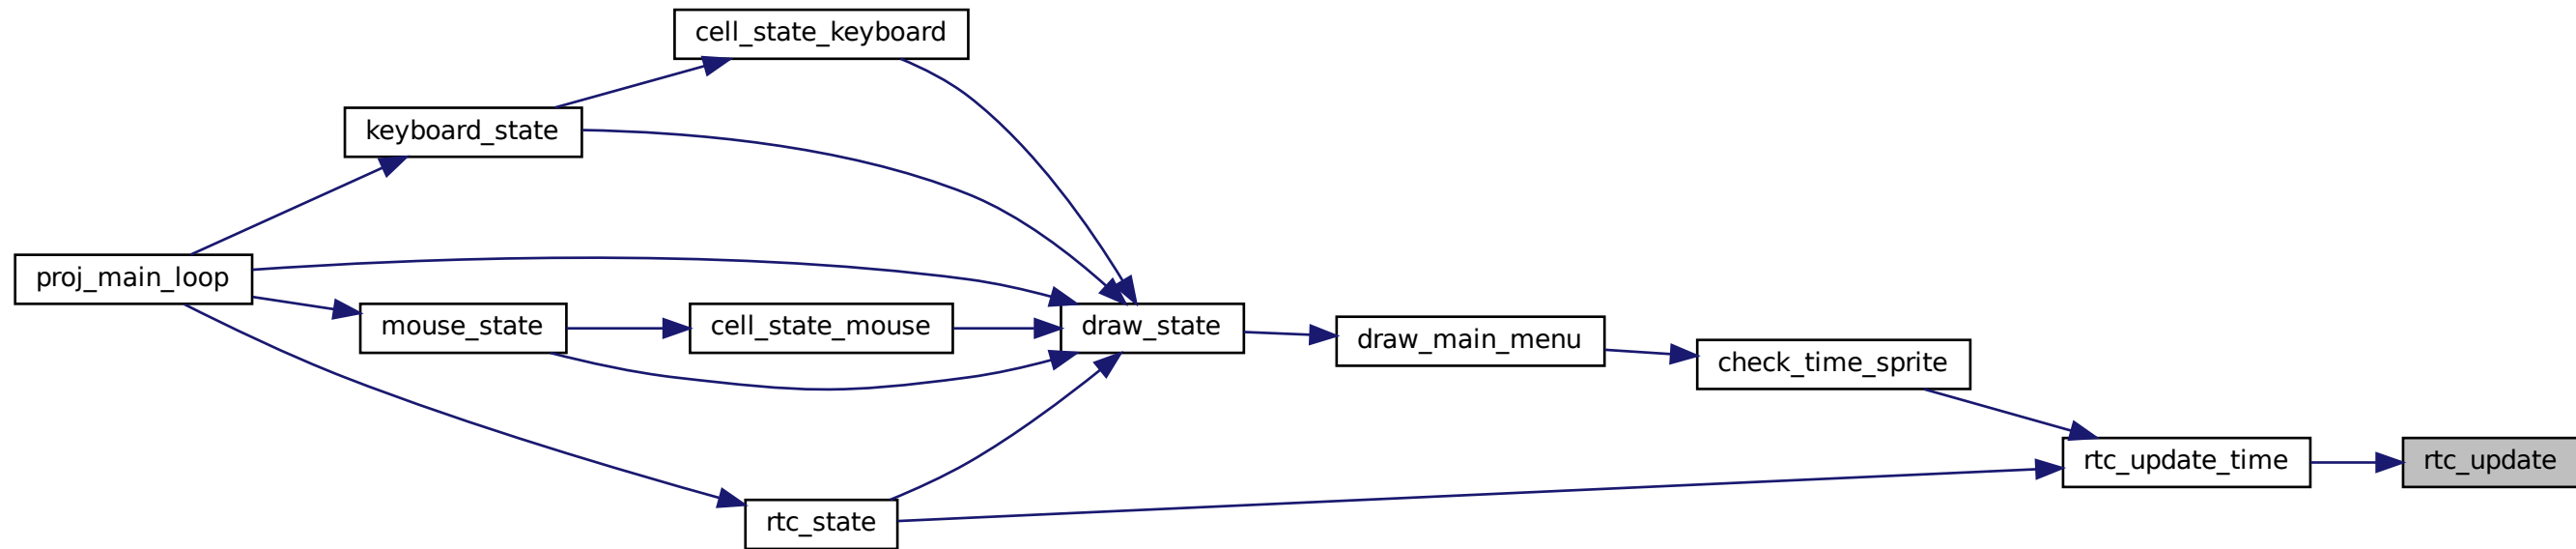 cell_state_keyboard
keyboard_state
proj_main_loop
mouse_state
cell_state_mouse
draw_state
draw_main_menu
check_time_sprite
rtc_update_time
rtc_update
rtc_state